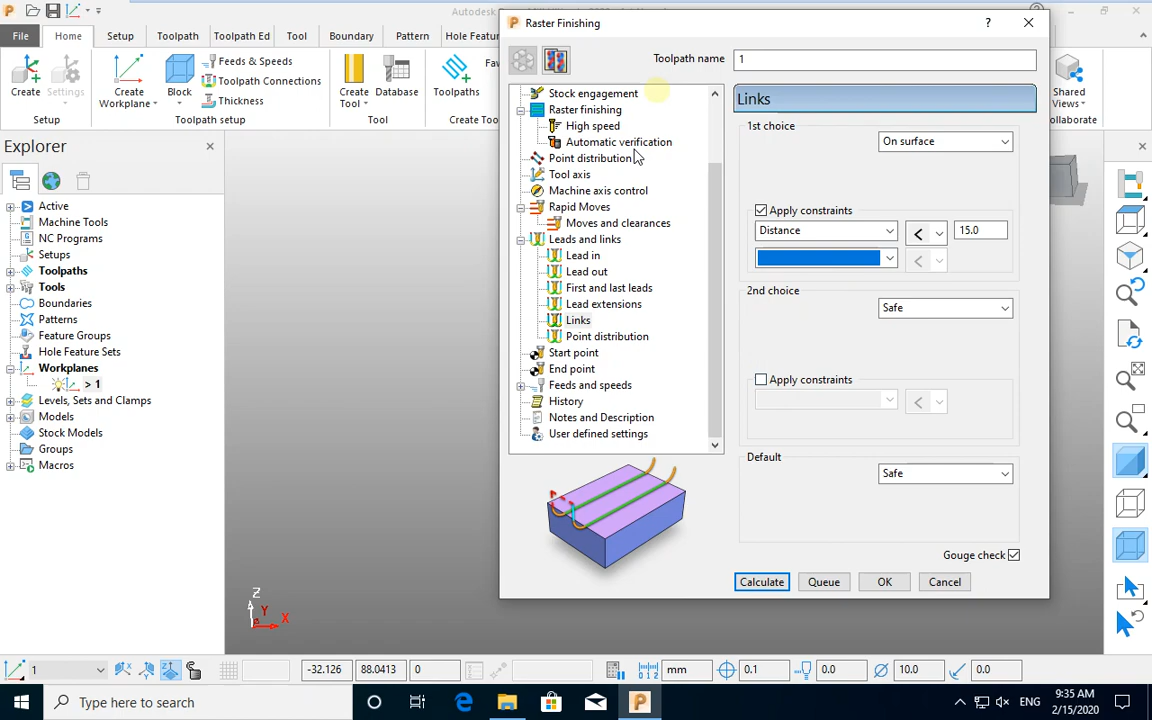 Autodesk
Raster Finishing
?
File
Home
Setup
Toolpath
Toolpath Ed
Tool
Boundary
Pattern
Hole Feature
Create
Settings
Create Workplane
Block
Feeds & Speeds
Toolpath Connections
Thickness
Create Tool
Database
Toolpaths
Fav
Shared Views
Setup
Toolpath setup
Tool
Create Too
ollaborate
Toolpath name
1
Explorer
Active
Machine Tools
NC Programs
Setups
Toolpaths
Tools
Boundaries
Patterns
Feature Groups
Hole Feature Sets
Workplanes
> 1
Levels, Sets and Clamps
Models
Stock Models
Groups
Macros
Stock engagement
Raster finishing
High speed
Automatic verification
Point distribution
Tool axis
Machine axis control
Rapid Moves
Moves and clearances
Leads and links
Lead in
Lead out
First and last leads
Lead extensions
Links
Point distribution
Start point
End point
Feeds and speeds
History
Notes and Description
User defined settings
Links
1st choice
On surface
Apply constraints
Distance
<
15.0
<
2nd choice
Safe
Apply constraints
<
Default
Safe
Gouge check
Calculate
Queue
OK
Cancel
Z
Y
X
1
-32.126
88.0413
0
mm
0.1
0.0
10.0
0.0
Type here to search
ENG
9:35 AM
2/15/2020